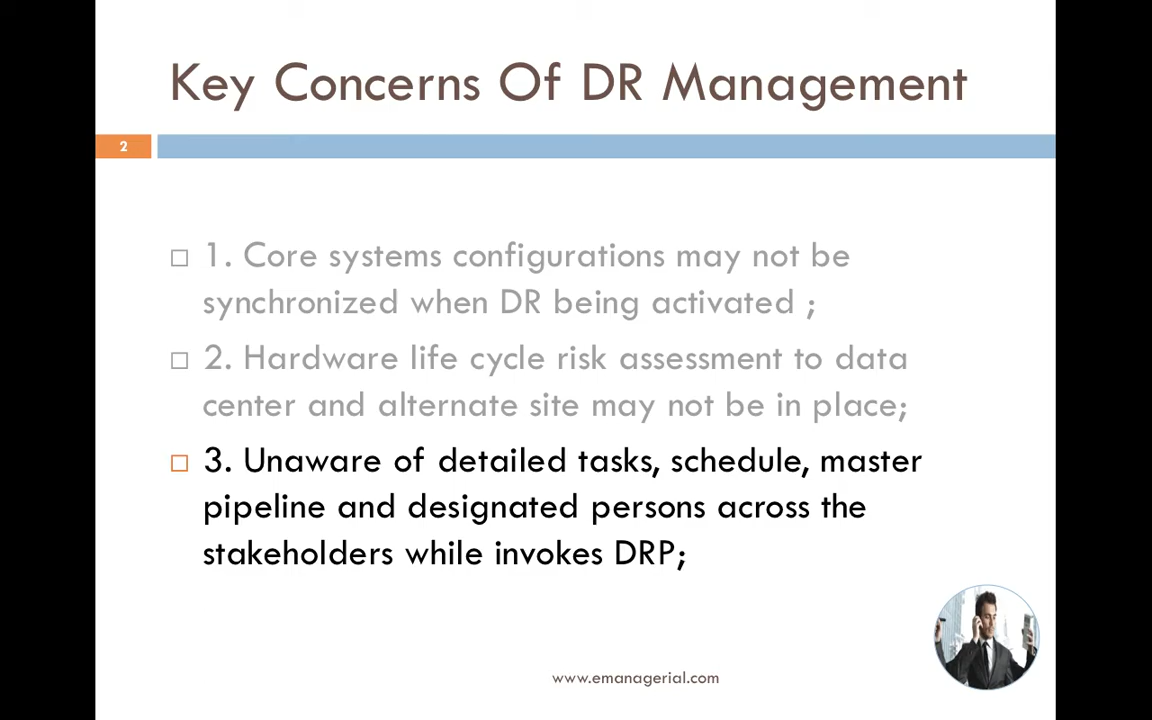 Key Concerns Of DR Management
2
1. Core systems configurations may not be
synchronized when DR being activated ;
2. Hardware life cycle risk assessment to data
center and alternate site may not be in place;
3. Unaware of detailed tasks, schedule, master
pipeline and designated persons across the
stakeholders while invokes DRP;
www.emanagerial.com